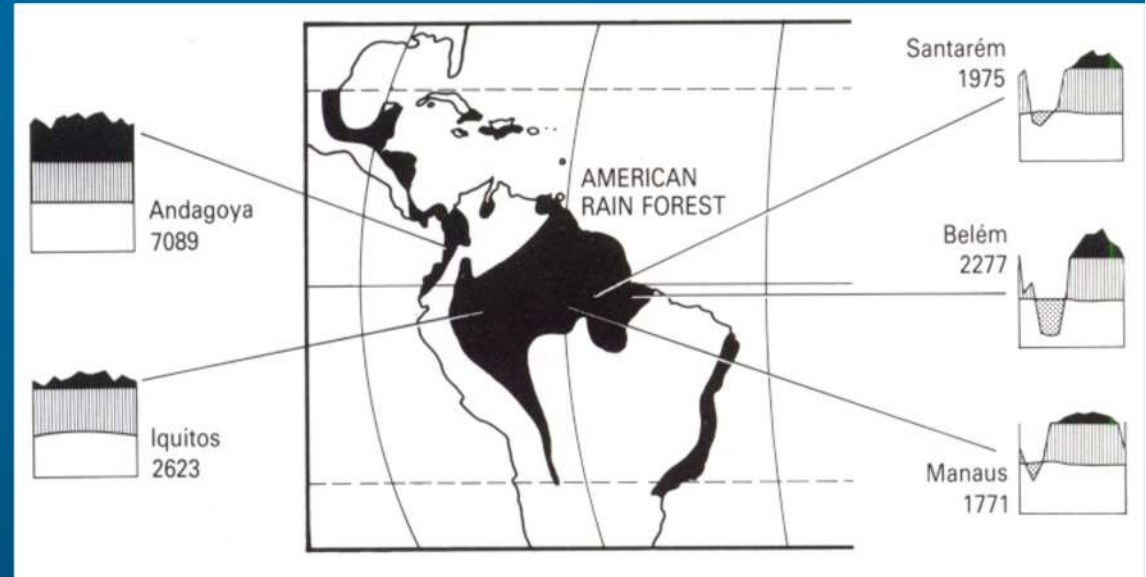 Andagoya
7089
Iquitos
2623
AMERICAN
RAIN FOREST
Santarém
1975
Belém
2277
Manaus
1771